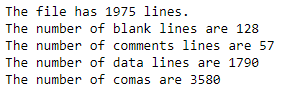 The file has 1975 lines.
The number of blank lines are 128
The number of comments lines are 57
The number of data lines are 1790
The number of comas are 3580